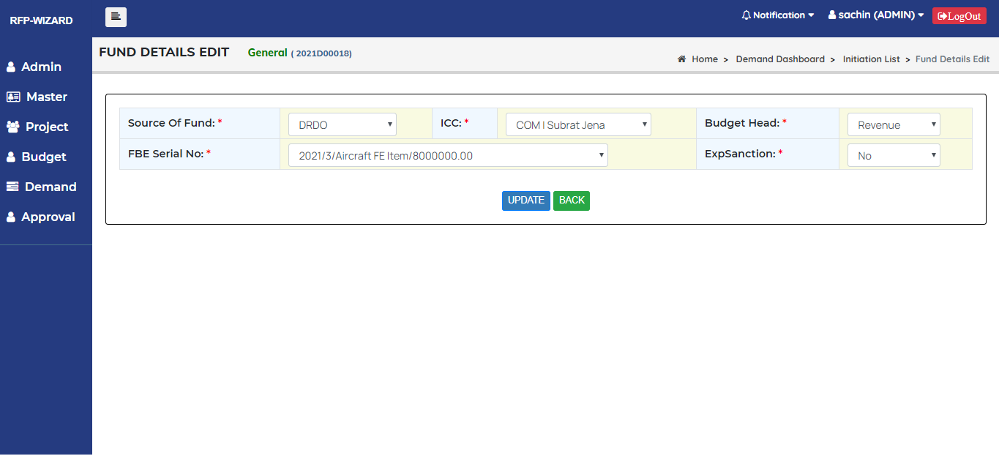 RFP-WIZARD
Notification
sachin (ADMIN)
LogOut
Admin
Master
Project
Budget
Demand
Approval
FUND DETAILS EDIT General ( 2021D00018)
Home > Demand Dashboard > Initiation List > Fund Details Edit
Source Of Fund: * DRDO ICC: * COM | Subrat Jena Budget Head: * Revenue
FBE Serial No: * 2021/3/Aircraft FE Item/8000000.00 ExpSanction: * No
UPDATE BACK